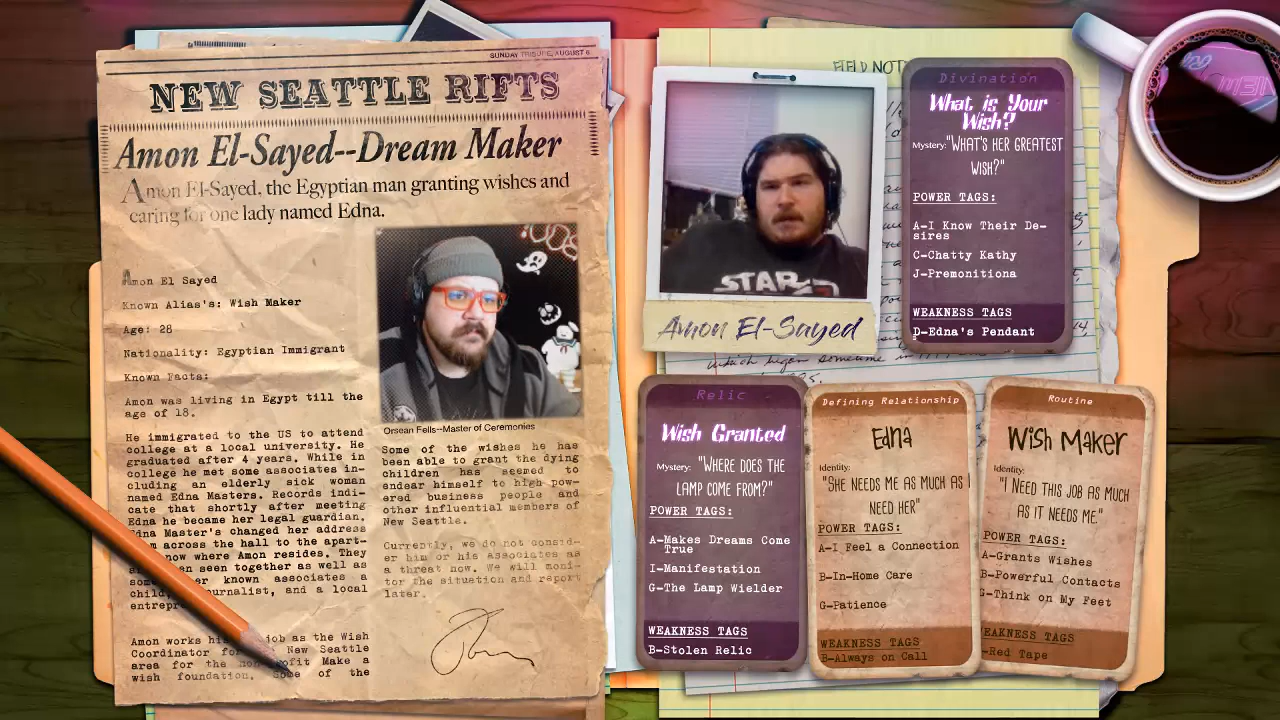 SUNDAY TRIBUNE, AUGUST 6
NEW SEATTLE RIFTS
Amon El-Sayed--Dream Maker
Amon El-Sayed, the Egyptian man granting wishes and
caring for one lady named Edna.
Amon El Sayed
Known Alias's: Wish Maker
Age: 28
Nationality: Egyptian Immigrant
Known Facts:
Amon was living in Egypt till the
age of 18.
He immigrated to the US to attend
college at a local university. He
graduated after 4 years. While in
college he met some associates in-
cluding an elderly sick woman
named Edna Masters. Records indi-
cate that shortly after meeting
Edna he became her legal guardian.
Edna Master's changed her address
across the hall to the apart-
now where Amon resides. They
seen together as well as
known associates a
child, a local
Amon works job as the Wish
Coordinator for New Seattle
area for the non Make a
wish foundation. Some of the
Orsean Fells--Master of Ceremonies
Some of the wishes he has
been able to grant the dying
children has seemed to
endear himself to high pow-
ered business people and
other influential members of
New Seattle.
Currently, we do not consid-
er him or his associates as
a threat now. We will moni-
tor the situation and report
later.
FIELD
STAR
Amon El-Sayed
which began sometime in
Divination
What is Your
Wish?
Mystery: "WHAT'S HER GREATEST
WISH?"
POWER TAGS:
A-I Know Their De-
sires
C-Chatty Kathy
J-Premonitiona
WEAKNESS TAGS
D-Edna's Pendant
Relic
Wish Granted
Mystery: "WHERE DOES THE
LAMP COME FROM?"
POWER TAGS:
A-Makes Dreams Come
True
I-Manifestation
G-The Lamp Wielder
WEAKNESS TAGS
B-Stolen Relic
Defining Relationship
EDNA
Identity:
"SHE NEEDS ME AS MUCH AS I
NEED HER"
POWER TAGS:
A-I Feel a Connection
B-In-Home Care
G-Patience
WEAKNESS TAGS
B-Always on Call
Routine
WISH MAKER
Identity:
"I NEED THIS JOB AS MUCH
AS IT NEEDS ME."
POWER TAGS:
A-Grants Wishes
B-Powerful Contacts
G-Think on My Feet
WEAKNESS TAGS
-Red Tape